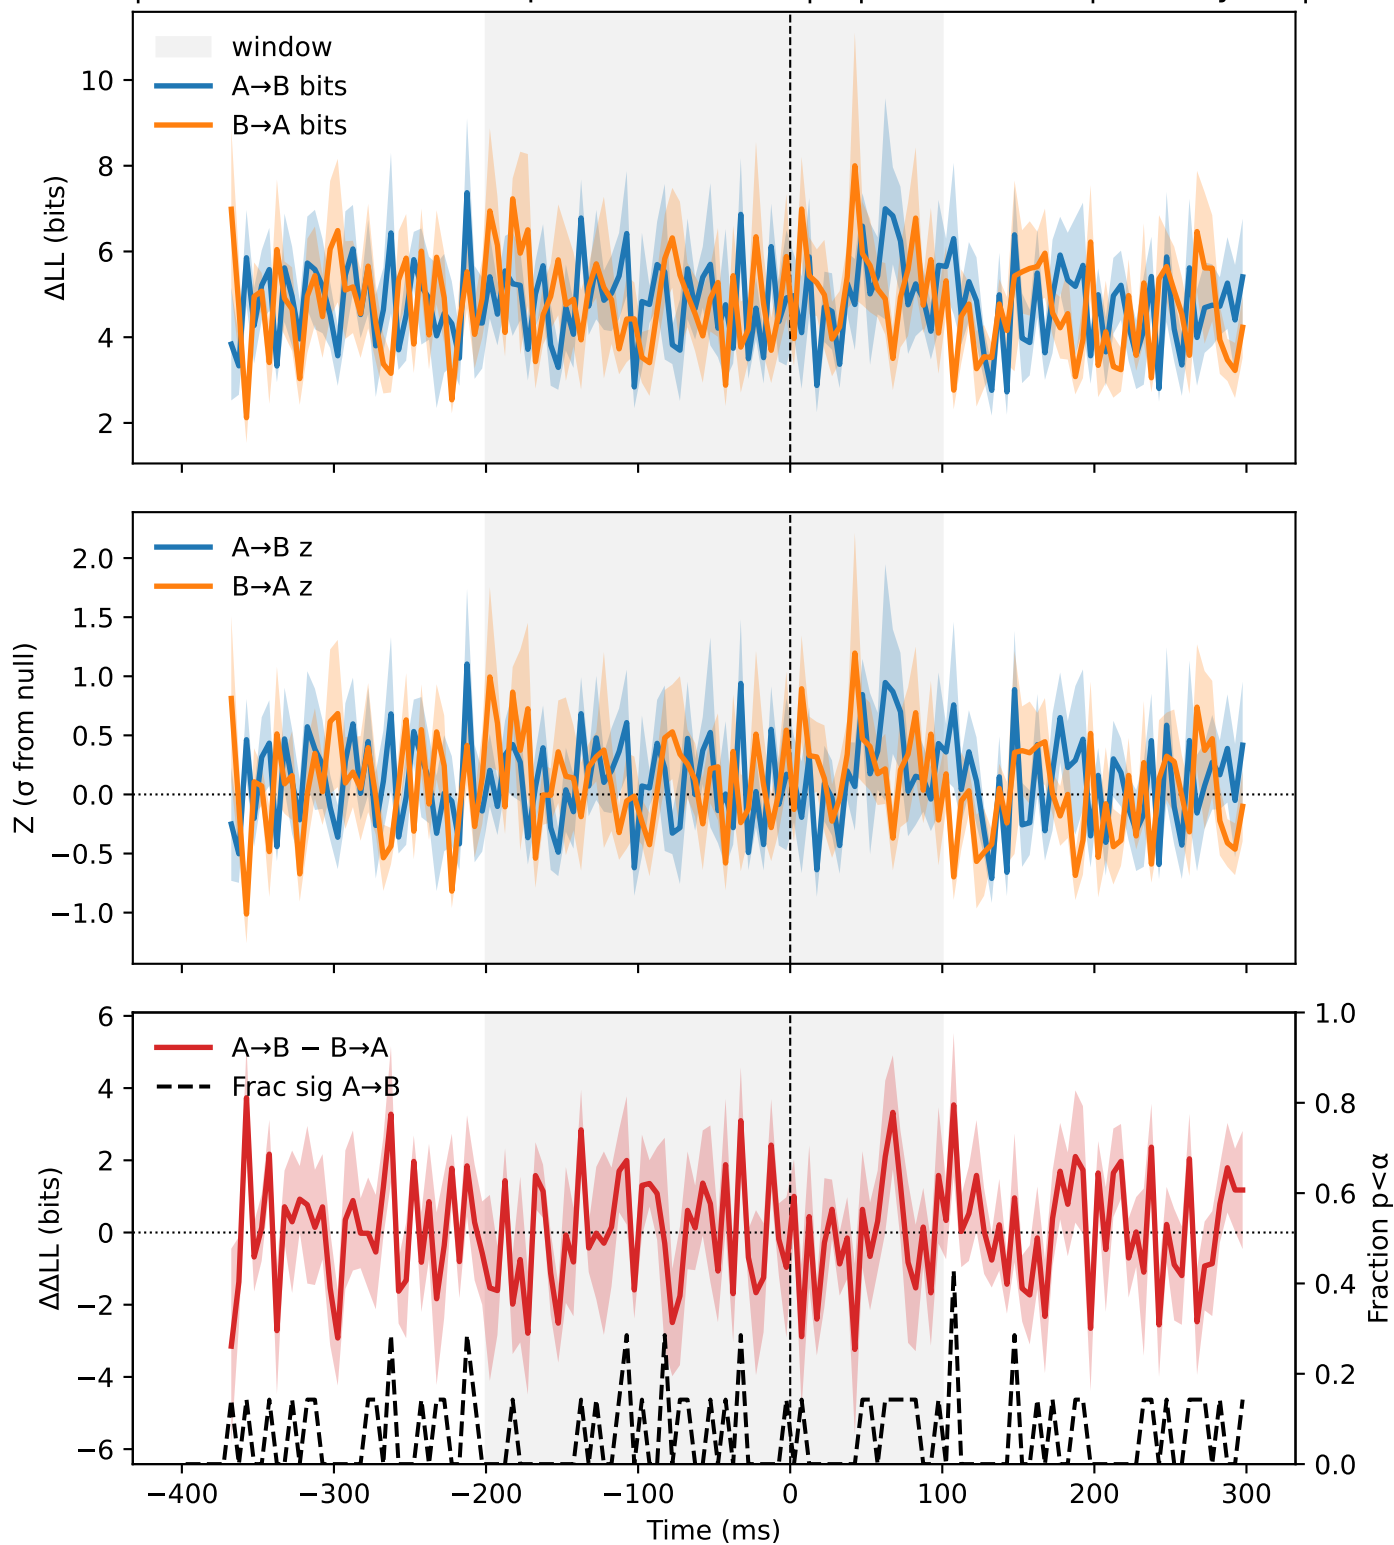 window
A→B bits
B→A bits
10
8
6
4
2
ΔLL (bits)
A→B z
B→A z
2.0
1.5
1.0
0.5
0.0
−0.5
−1.0
Z (σ from null)
A→B − B→A
Frac sig A→B
6
4
2
0
−2
−4
−6
ΔΔLL (bits)
1.0
0.8
0.6
0.4
0.2
0.0
Fraction p<α
−400 −300 −200 −100 0 100 200 300
Time (ms)